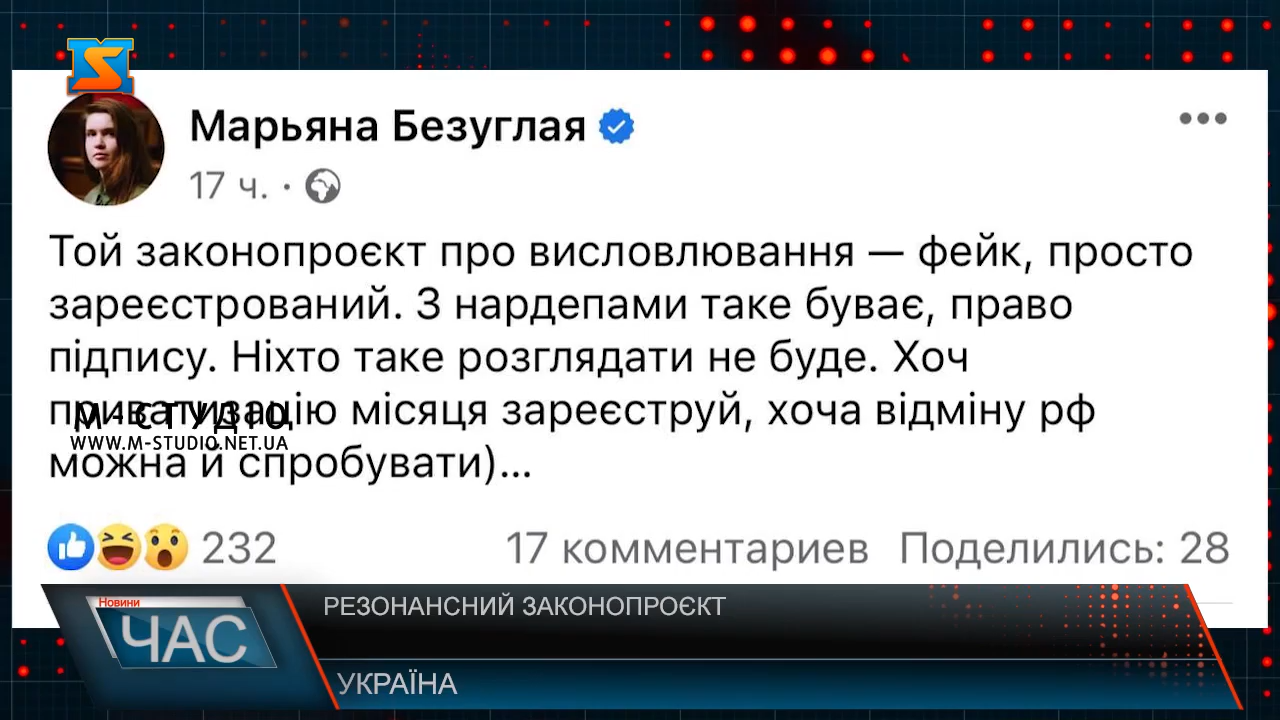 Марьяна Безуглая
17 ч. ·
Той законопроєкт про висловлювання — фейк, просто
зареєстрований. З нардепами таке буває, право
підпису. Ніхто таке розглядати не буде. Хоч
приватизацію місяця зареєструй, хоча відміну рф
М-СТУДІО
WWW.M-STUDIO.NET.UA
можна й спробувати)...
232
17 комментариев Поделились: 28
Новини
ЧАС
РЕЗОНАНСНИЙ ЗАКОНОПРОЄКТ
УКРАЇНА